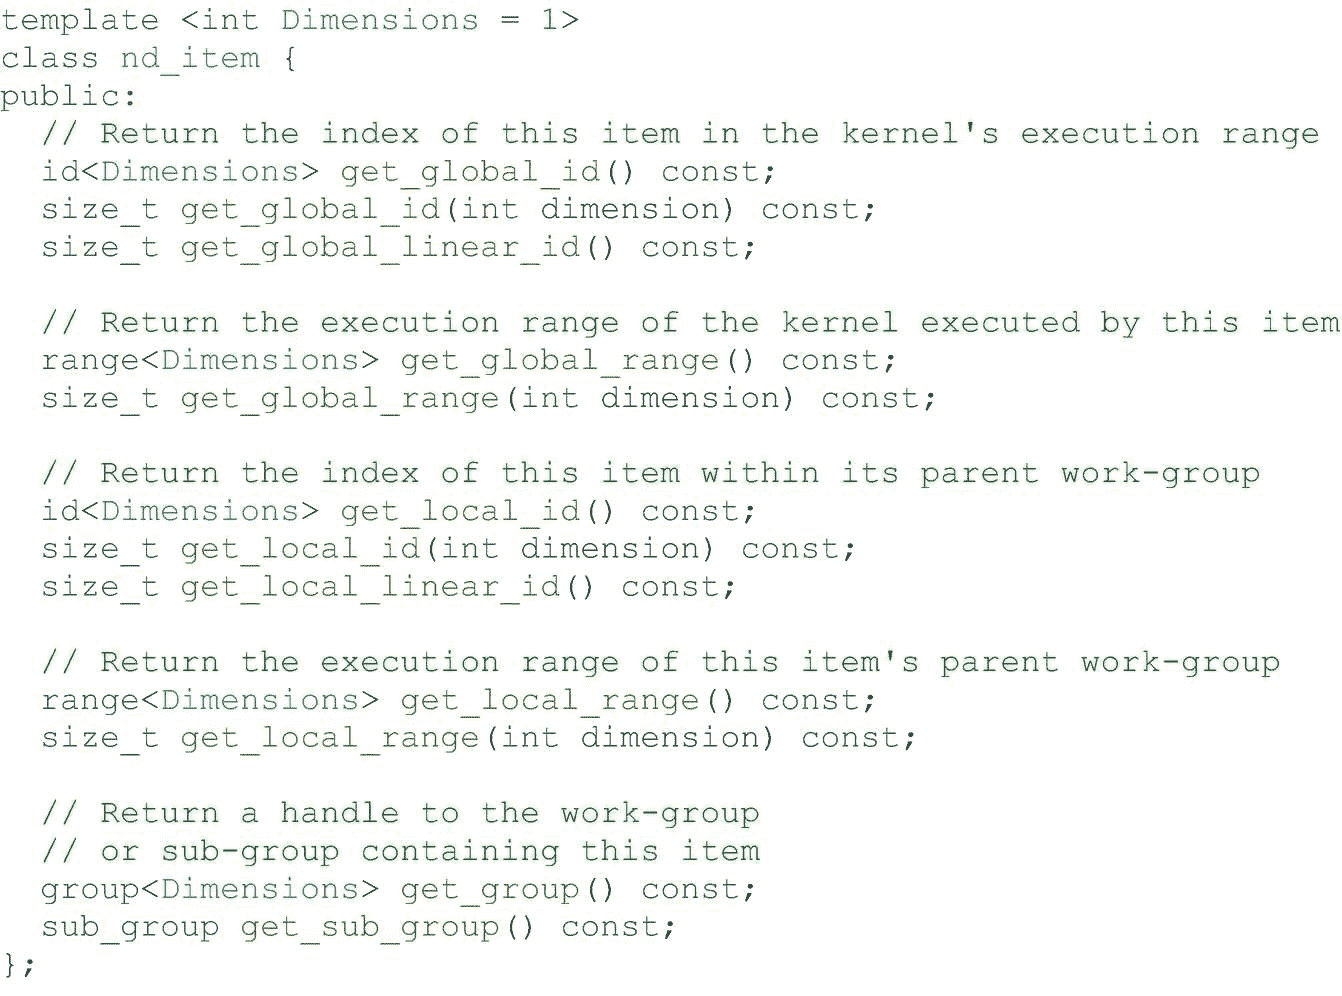 template <int Dimensions = 1>
class nd_item {
public:
  // Return the index of this item in the kernel's execution range
  id<Dimensions> get_global_id() const;
  size_t get_global_id(int dimension) const;
  size_t get_global_linear_id() const;

  // Return the execution range of the kernel executed by this item
  range<Dimensions> get_global_range() const;
  size_t get_global_range(int dimension) const;

  // Return the index of this item within its parent work-group
  id<Dimensions> get_local_id() const;
  size_t get_local_id(int dimension) const;
  size_t get_local_linear_id() const;

  // Return the execution range of this item's parent work-group
  range<Dimensions> get_local_range() const;
  size_t get_local_range(int dimension) const;

  // Return a handle to the work-group
  // or sub-group containing this item
  group<Dimensions> get_group() const;
  sub_group get_sub_group() const;
};